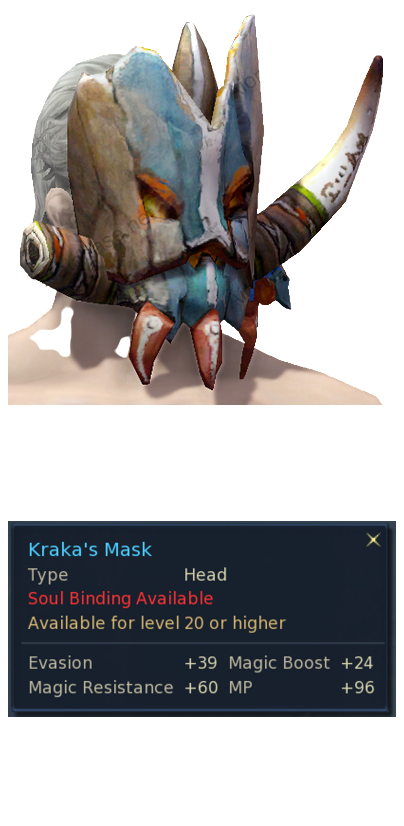 Kraka's Mask
Type Head
Soul Binding Available
Available for level 20 or higher
Evasion +39 Magic Boost +24
Magic Resistance +60 MP +96